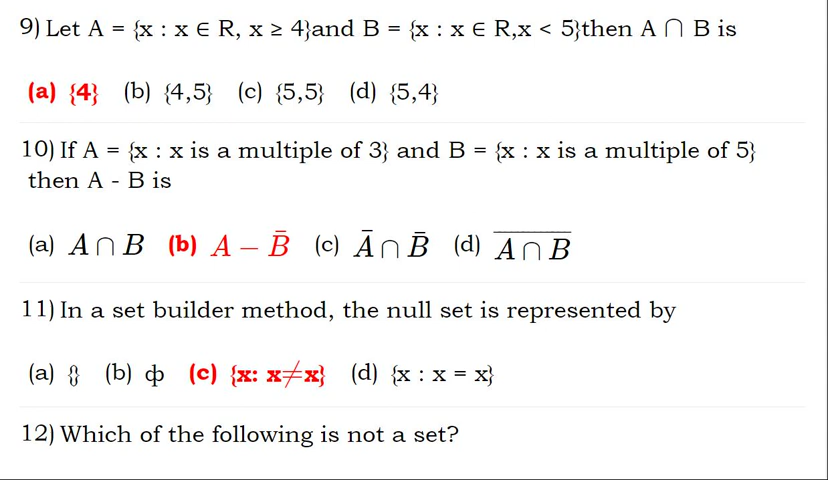 9) Let A = {x : x ∈ R, x ≥ 4}and B = {x : x ∈ R,x < 5}then A ⋂ B is
(a) {4} (b) {4,5} (c) {5,5} (d) {5,4}
10) If A = {x : x is a multiple of 3} and B = {x : x is a multiple of 5}
then A - B is
(a) A ∩ B (b) A − B̄ (c) Ā ∩ B̄ (d) \overline{A ∩ B}
11) In a set builder method, the null set is represented by
(a) {} (b) ф (c) {x: x≠x} (d) {x : x = x}
12) Which of the following is not a set?